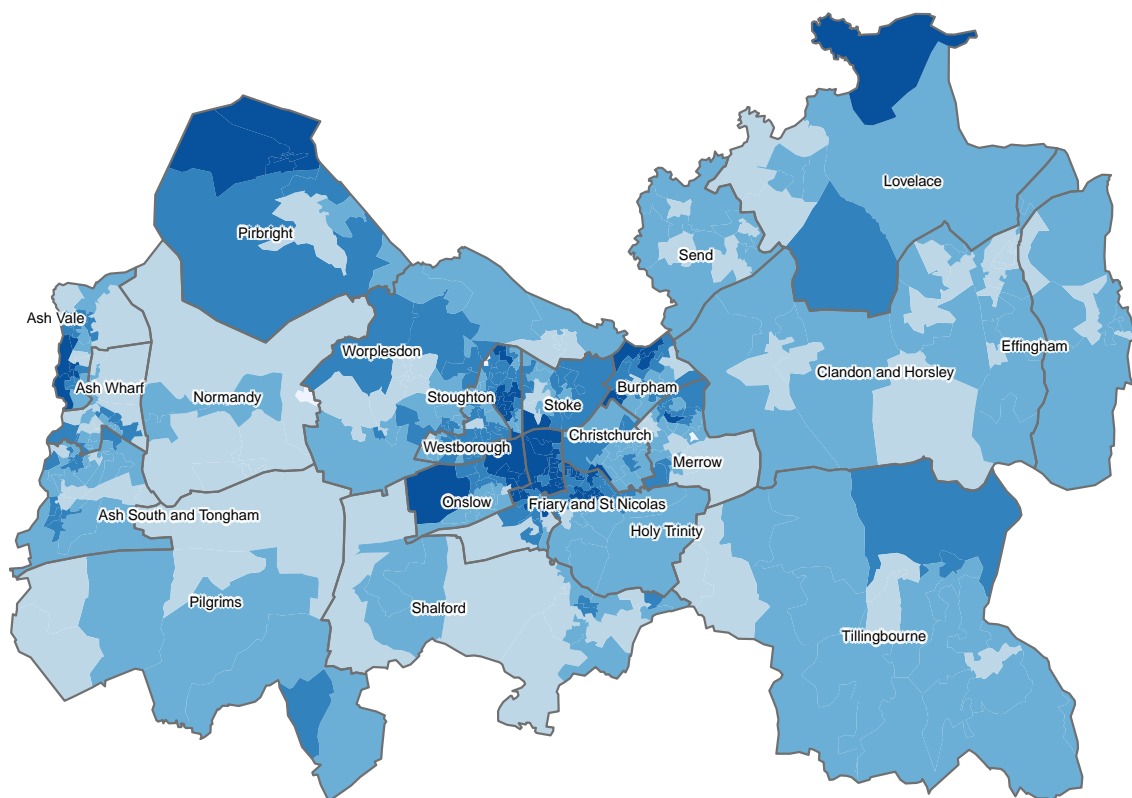 Lovelace
Pirbright
Send
Ash Vale
Effingham
Worplesdon
Clandon and Horsley
Ash Wharf
Burpham
Normandy
Stoughton
Stoke
Christchurch
Westborough
Merrow
Onslow
Friary and St Nicolas
Ash South and Tongham
Holy Trinity
Pilgrims
Shalford
Tillingbourne